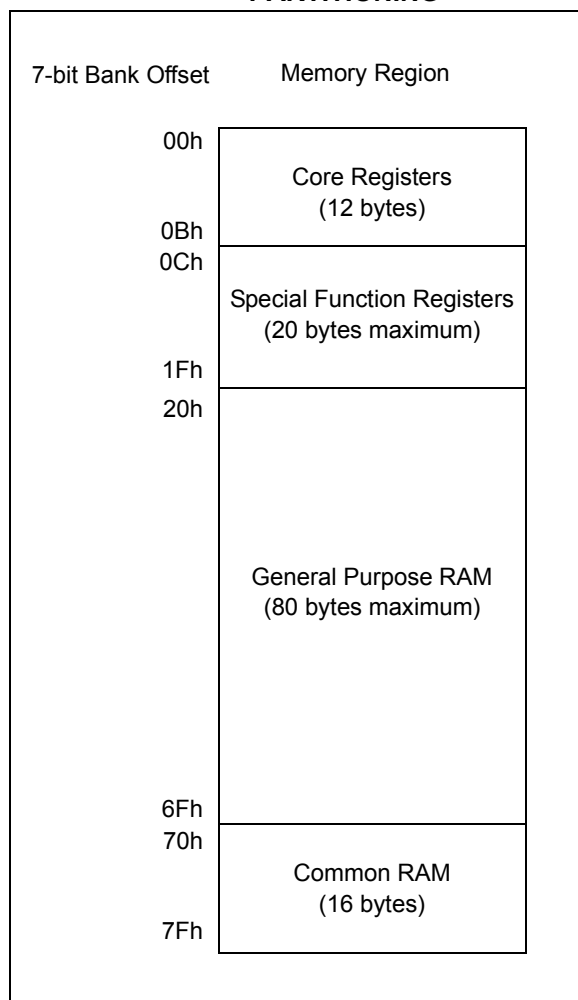 7-bit Bank Offset Memory Region
00h
Core Registers
(12 bytes)
0Bh
0Ch
Special Function Registers
(20 bytes maximum)
1Fh
20h
General Purpose RAM
(80 bytes maximum)
6Fh
70h
Common RAM
(16 bytes)
7Fh